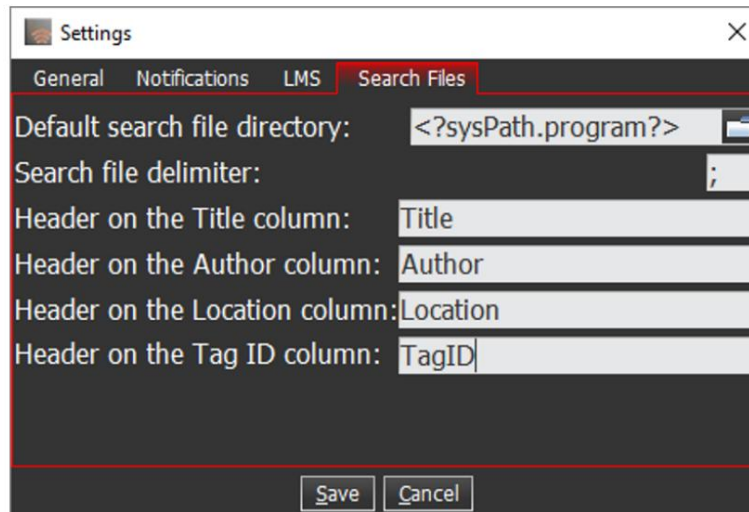 Settings
General Notifications LMS Search Files
Default search file directory: <?sysPath.program?>
Search file delimiter: ;
Header on the Title column: Title
Header on the Author column: Author
Header on the Location column: Location
Header on the Tag ID column: TagID
Save Cancel